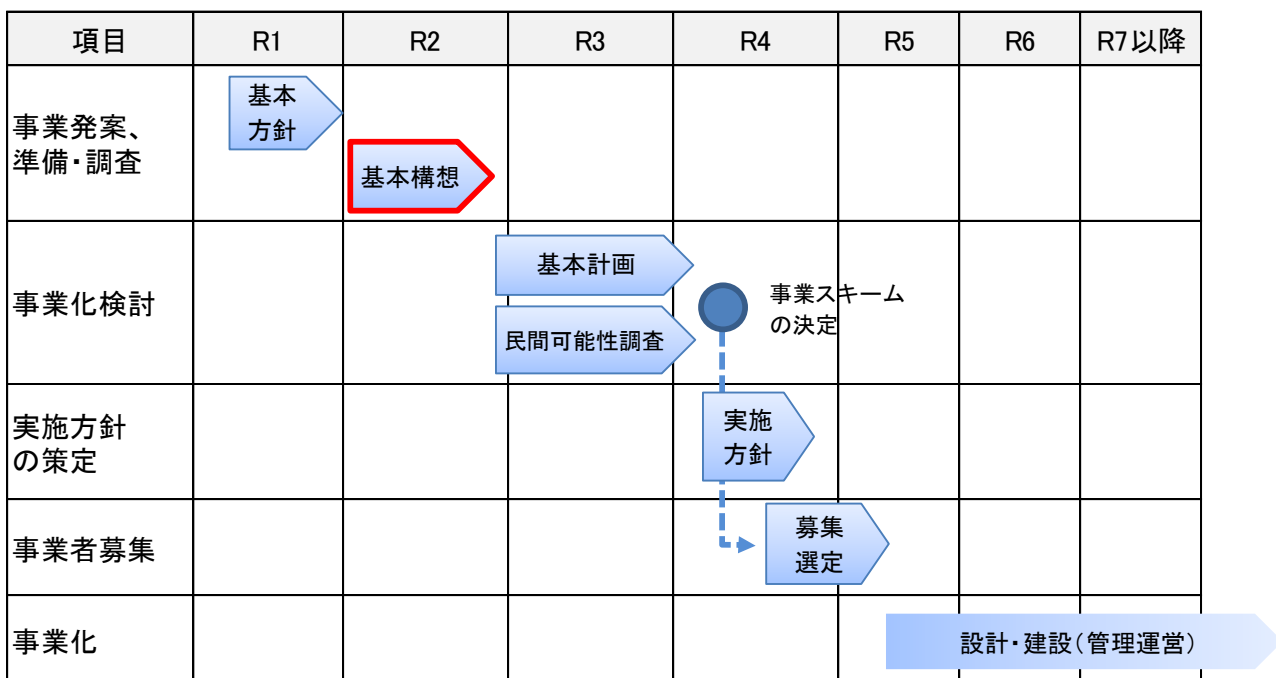 項目 R1 R2 R3 R4 R5 R6 R7以降
事業発案、
準備・調査
基本
方針
基本構想
事業化検討
基本計画
民間可能性調査
事業スキーム
の決定
実施方針
の策定
実施
方針
事業者募集
募集
選定
事業化
設計・建設（管理運営）